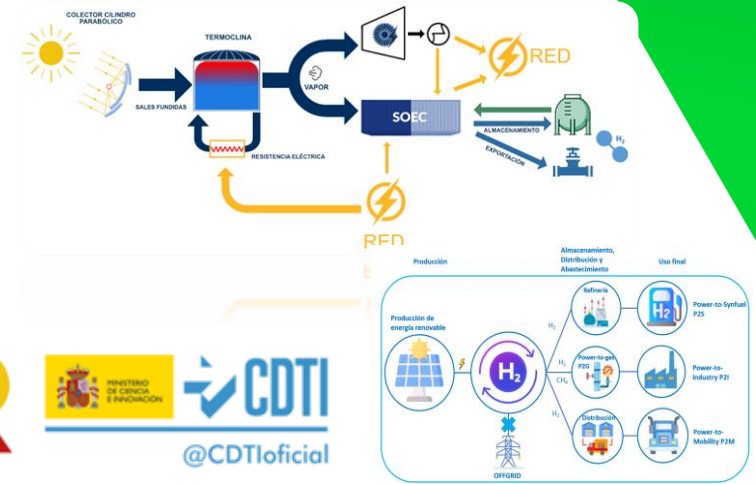 COLECTOR CILINDRO
PARABÓLICO
TERMOCLINA
SALES FUNDIDAS
VAPOR
RED
SOEC
ALMACENAMIENTO
EXPORTACIÓN
H₂
RESISTENCIA ELÉCTRICA
RED
MINISTERIO
DE CIENCIA
E INNOVACIÓN
CDTI
@CDTIoficial
Producción
Almacenamiento,
Distribución y
Abastecimiento
Uso final
Producción de
energía renovable
H₂
OFFGRID
H₂
H₂
CH₄
H₂
Refinería
Power-to-gas
P2G
Distribución
H₂
Power-to-Synfuel
P2S
Power-to-
industry P2I
Power-to-
Mobility P2M